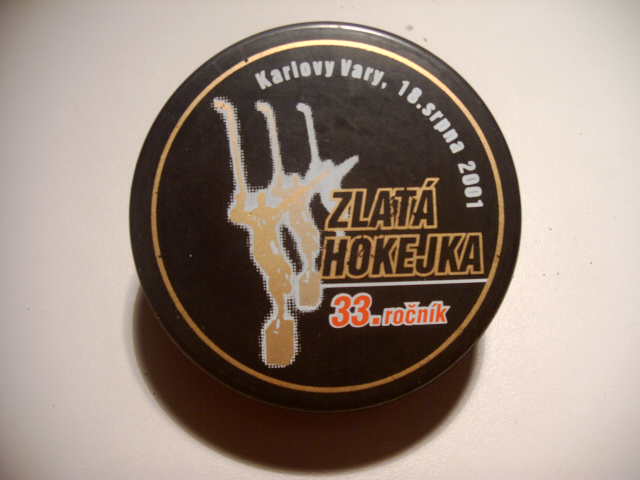 Karlovy Vary, 18.srpna 2001
ZLATÁ
HOKEJKA
33. ročník